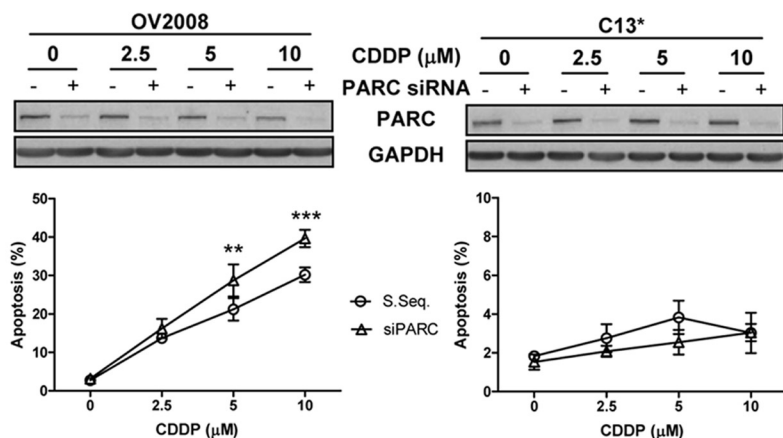 OV2008
0 2.5 5 10
- + - + - + - +
CDDP (μM)
PARC siRNA
PARC
GAPDH
C13*
0 2.5 5 10
- + - + - + - +
Apoptosis (%)
50
40
30
20
10
0
** ***
0 2.5 5 10
CDDP (μM)
S.Seq.
siPARC
Apoptosis (%)
10
8
6
4
2
0
0 2.5 5 10
CDDP (μM)